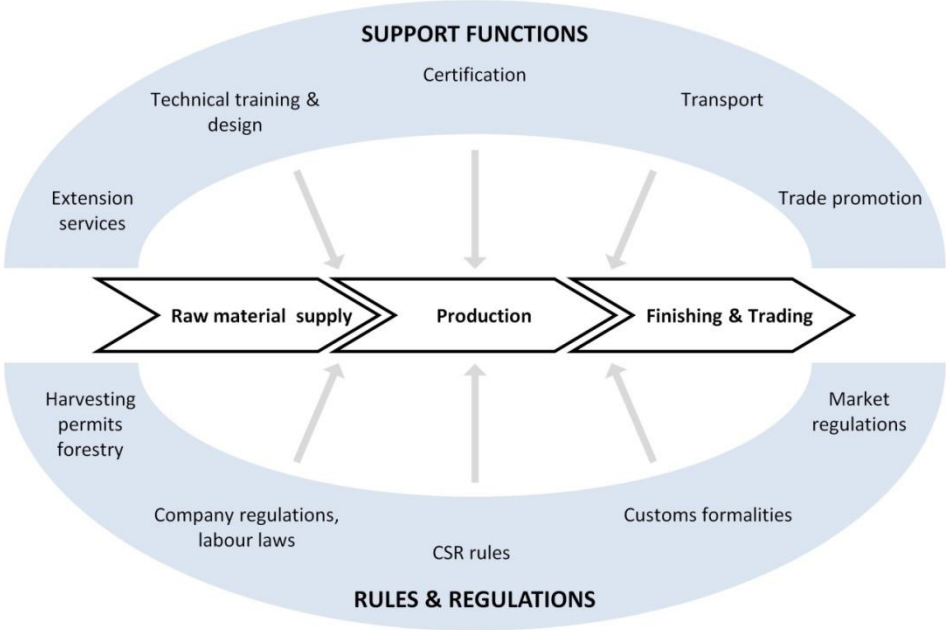 SUPPORT FUNCTIONS
Certification
Technical training &
design
Transport
Extension
services
Trade promotion
Raw material supply
Production
Finishing & Trading
Harvesting
permits
forestry
Market
regulations
Company regulations,
labour laws
Customs formalities
CSR rules
RULES & REGULATIONS